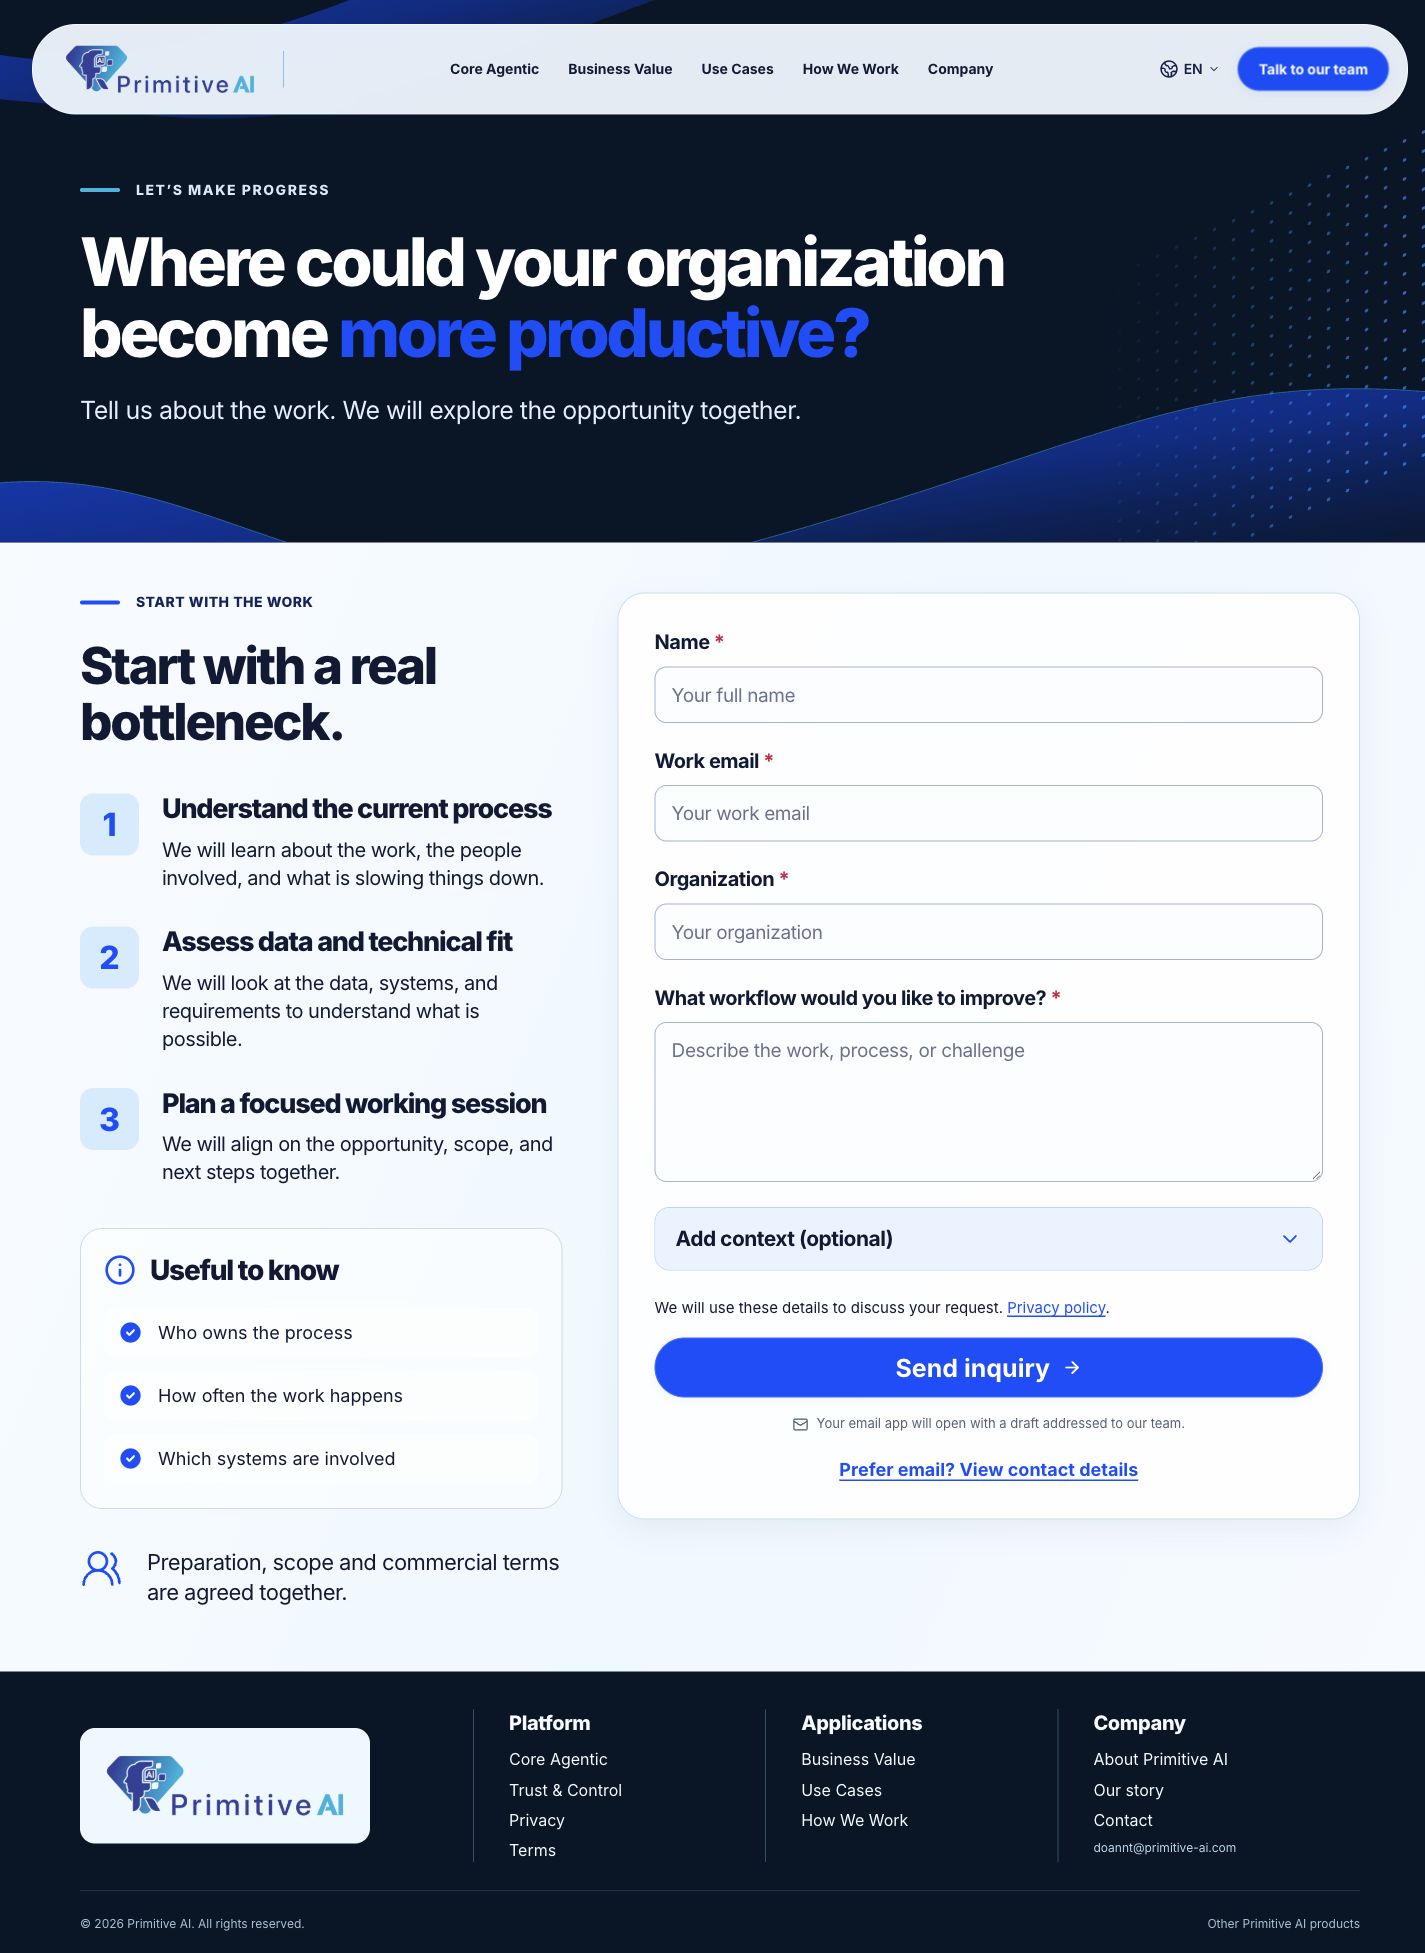 Primitive AI
Core Agentic
Business Value
Use Cases
How We Work
Company
EN
Talk to our team
LET’S MAKE PROGRESS
Where could your organization
become more productive?
Tell us about the work. We will explore the opportunity together.
START WITH THE WORK
Start with a real
bottleneck.
1
Understand the current process
We will learn about the work, the people
involved, and what is slowing things down.
2
Assess data and technical fit
We will look at the data, systems, and
requirements to understand what is
possible.
3
Plan a focused working session
We will align on the opportunity, scope, and
next steps together.
Useful to know
Who owns the process
How often the work happens
Which systems are involved
Preparation, scope and commercial terms
are agreed together.
Name *
Your full name
Work email *
Your work email
Organization *
Your organization
What workflow would you like to improve? *
Describe the work, process, or challenge
Add context (optional)
We will use these details to discuss your request. Privacy policy.
Send inquiry
Your email app will open with a draft addressed to our team.
Prefer email? View contact details
AI
Primitive AI
Platform
Core Agentic
Trust & Control
Privacy
Terms
Applications
Business Value
Use Cases
How We Work
Company
About Primitive AI
Our story
Contact
doannt@primitive-ai.com
© 2026 Primitive AI. All rights reserved.
Other Primitive AI products